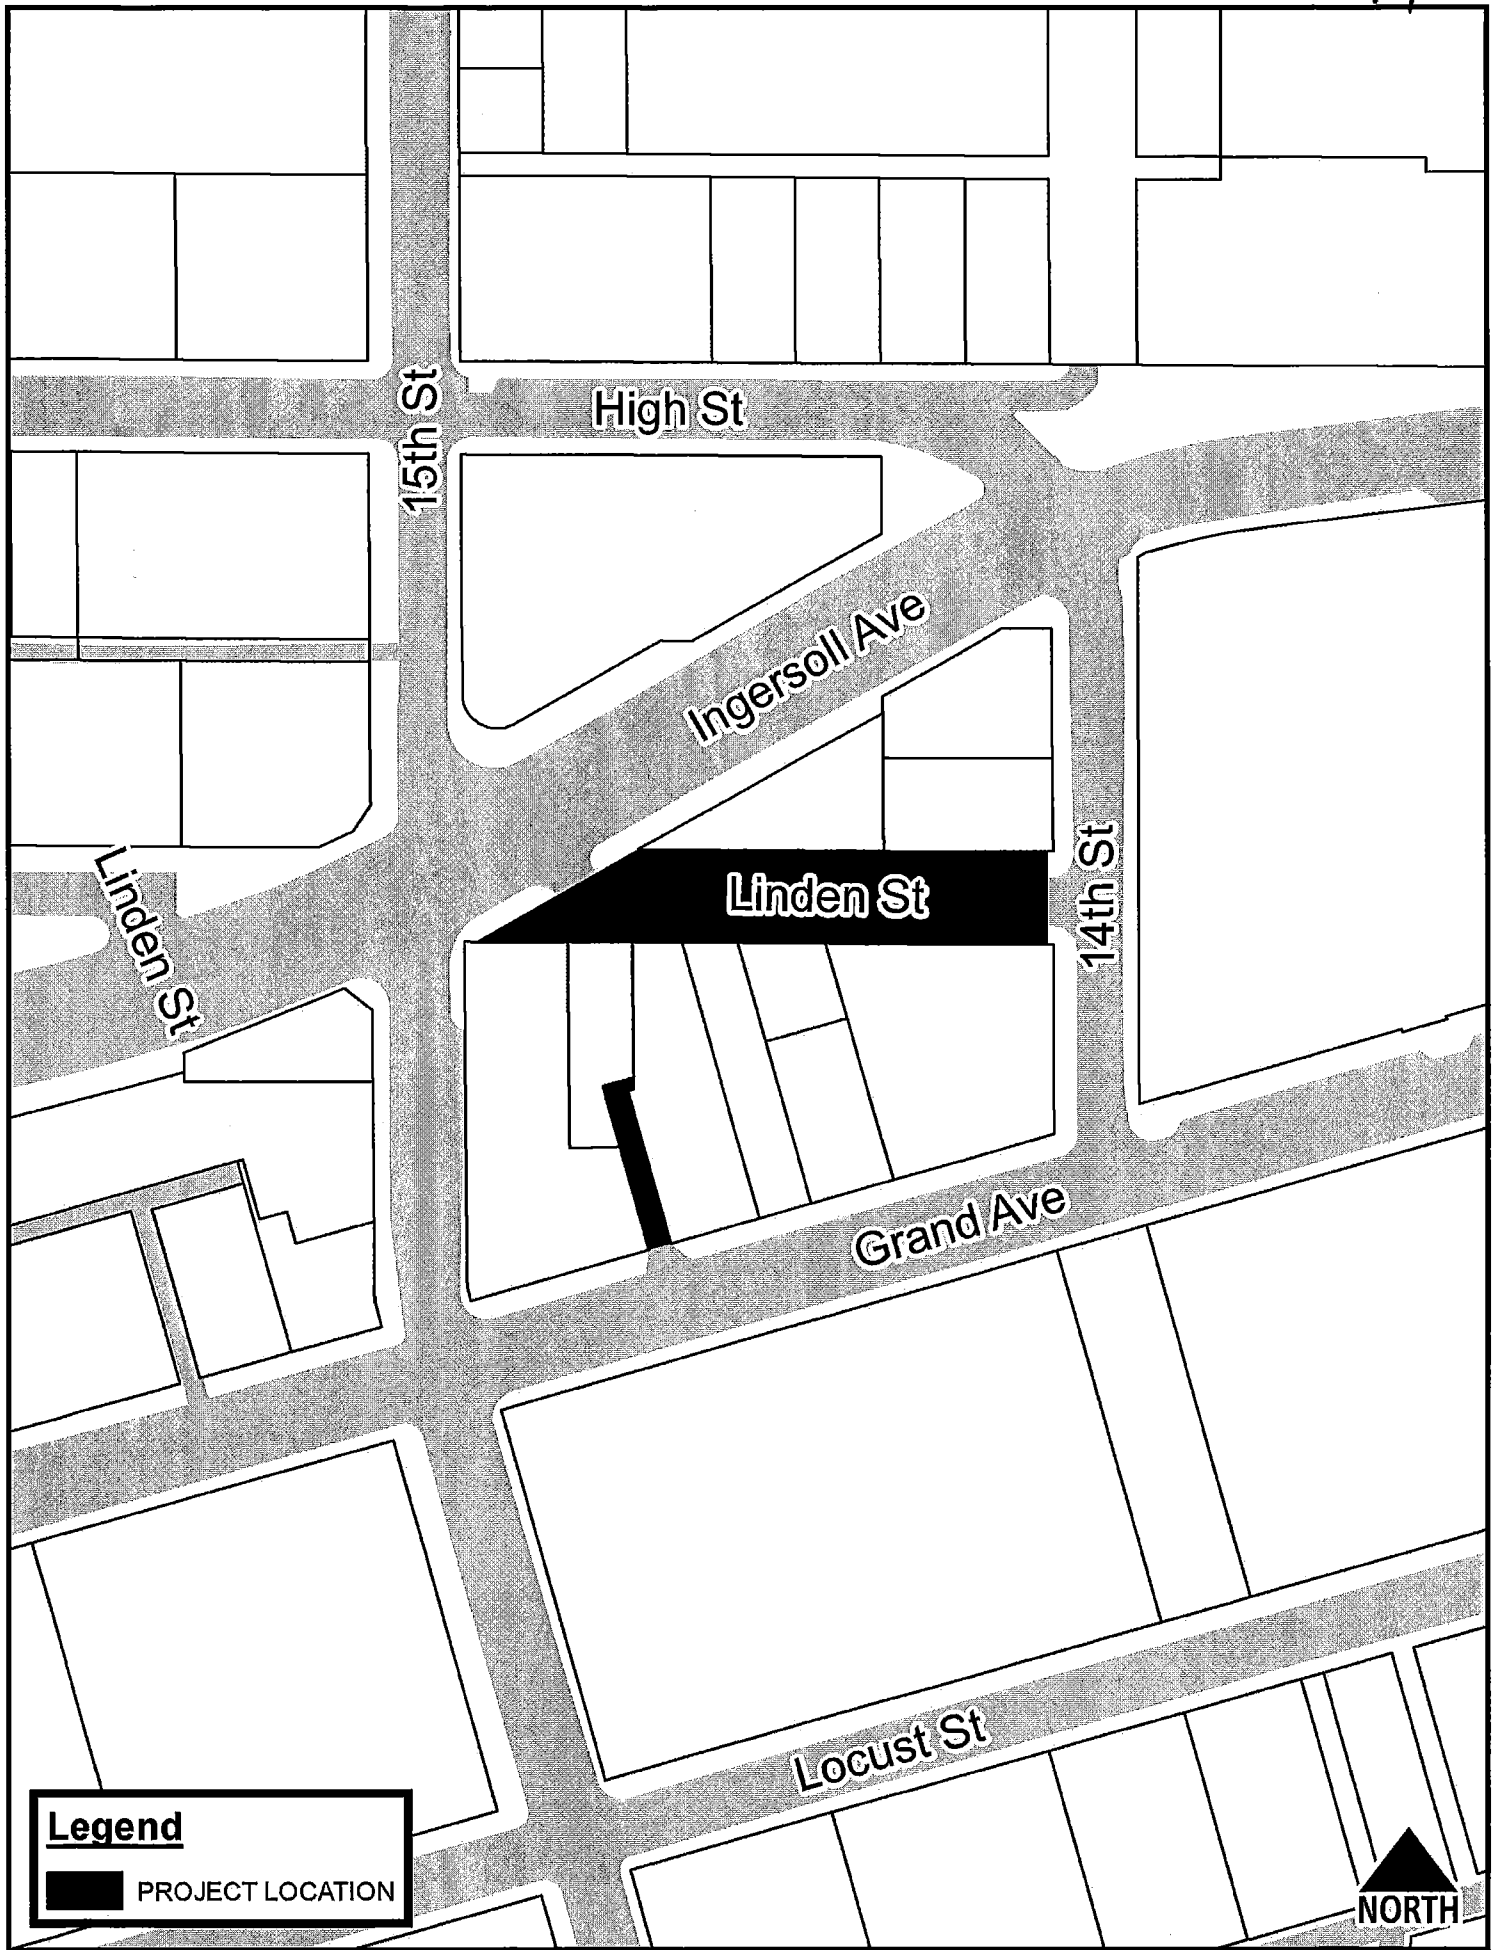 High St
15th St
Ingersoll Ave
Linden St
14th St
Linden St
Grand Ave
Locust St
Legend
PROJECT LOCATION
NORTH